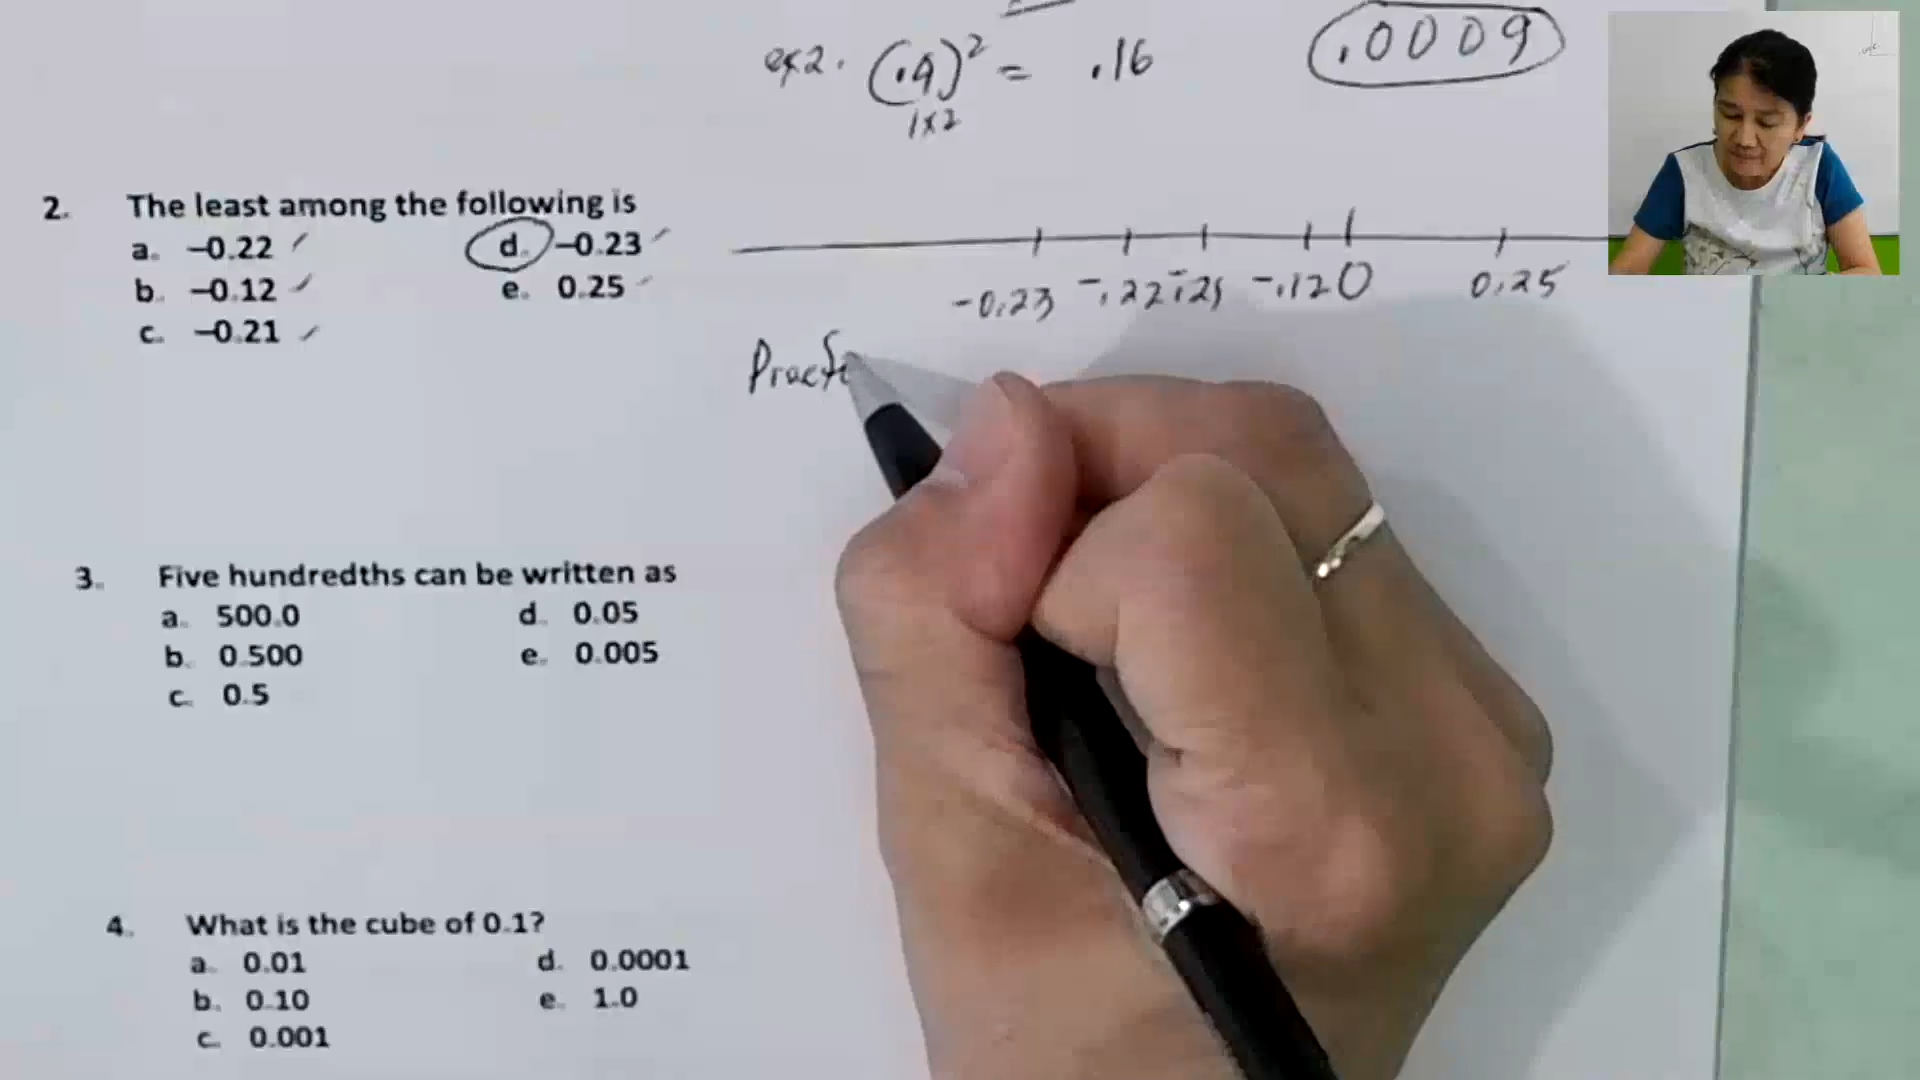 ex2. (.4)² = .16
1x2
.0009
2. The least among the following is
a. –0.22
d. –0.23
b. –0.12
e. 0.25
c. –0.21
-0.23 -.22 -.21 -.12 0 0.25
3. Five hundredths can be written as
a. 500.0
d. 0.05
b. 0.500
e. 0.005
c. 0.5
4. What is the cube of 0.1?
a. 0.01
d. 0.0001
b. 0.10
e. 1.0
c. 0.001